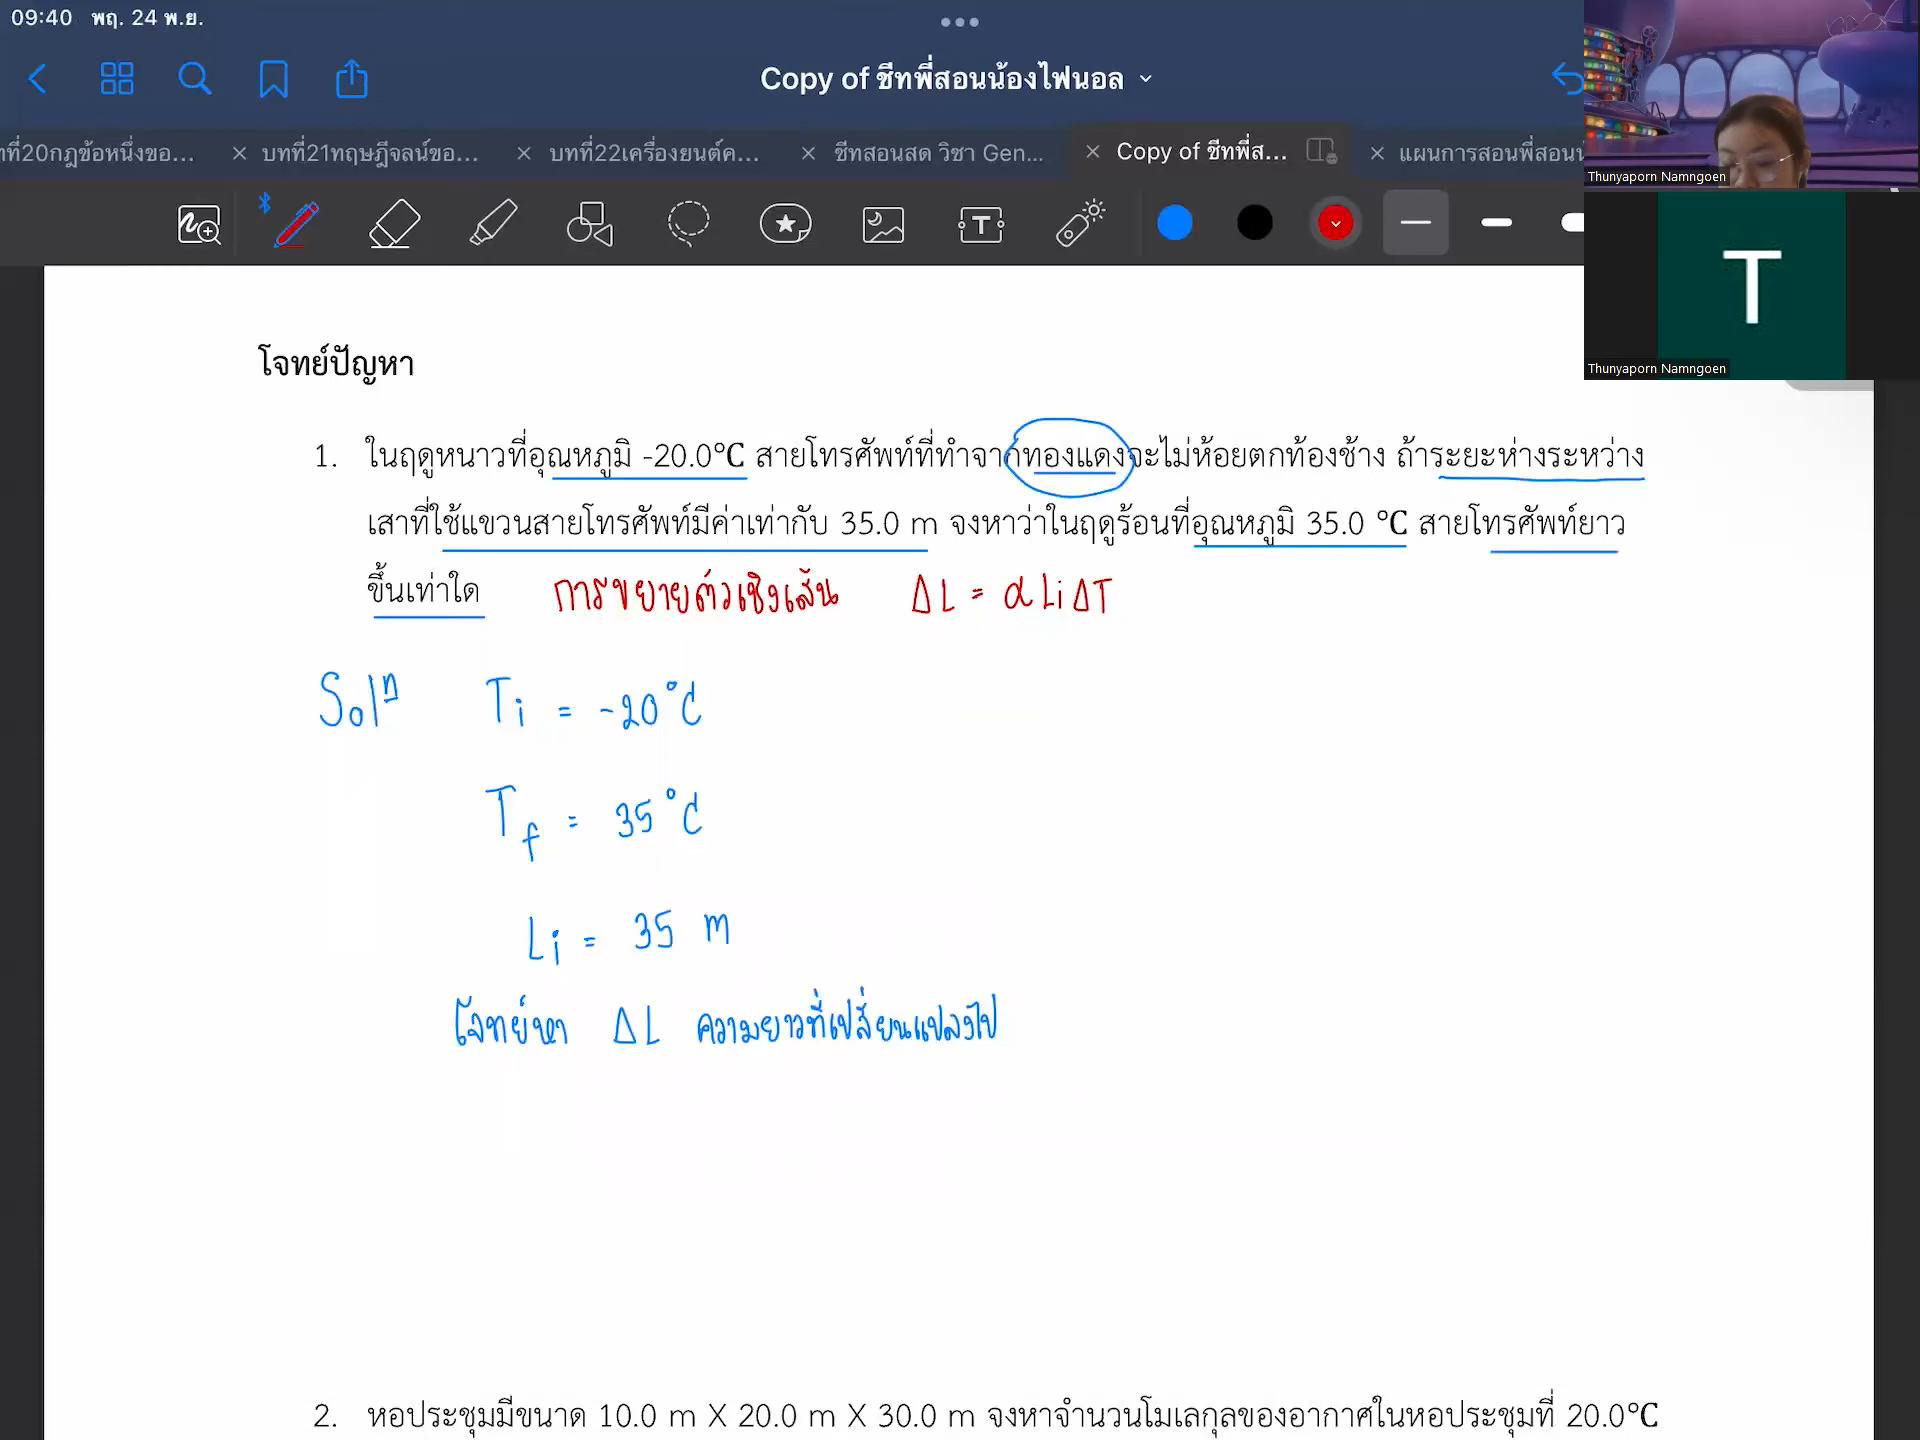 09:40 พฤ. 24 พ.ย.
Copy of ชีทพี่สอนน้องไฟนอล
ทที่20กฎข้อหนึ่งขอ... บทที่21ทฤษฎีจลน์ขอ... บทที่22เครื่องยนต์ค... ชีทสอนสด วิชา Gen... Copy of ชีทพี่ส... แผนการสอนพี่สอน
Thunyaporn Namngoen
T
Thunyaporn Namngoen
โจทย์ปัญหา
1. ในฤดูหนาวที่อุณหภูมิ -20.0°C สายโทรศัพท์ที่ทำจากทองแดงจะไม่ห้อยตกท้องช้าง ถ้าระยะห่างระหว่าง
เสาที่ใช้แขวนสายโทรศัพท์มีค่าเท่ากับ 35.0 m จงหาว่าในฤดูร้อนที่อุณหภูมิ 35.0 °C สายโทรศัพท์ยาว
ขึ้นเท่าใด การขยายตัวเชิงเส้น ΔL = αLiΔT
Solⁿ Ti = -20°C
Tf = 35°C
Li = 35 m
โจทย์หา ΔL ความยาวที่เปลี่ยนแปลงไป
2. หอประชุมมีขนาด 10.0 m X 20.0 m X 30.0 m จงหาจำนวนโมเลกุลของอากาศในหอประชุมที่ 20.0°C